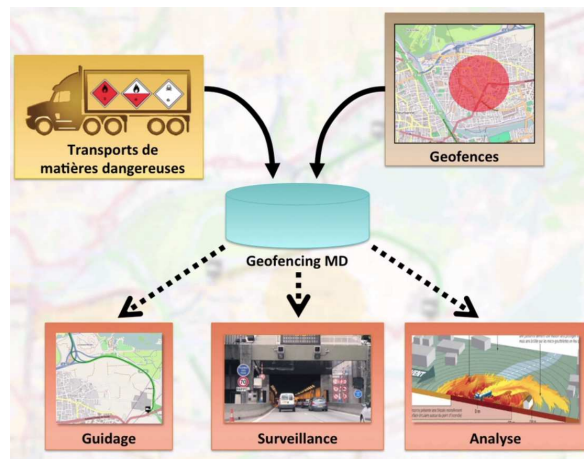 Transports de
matières dangereuses
Geofences
Geofencing MD
Guidage
Surveillance
Analyse